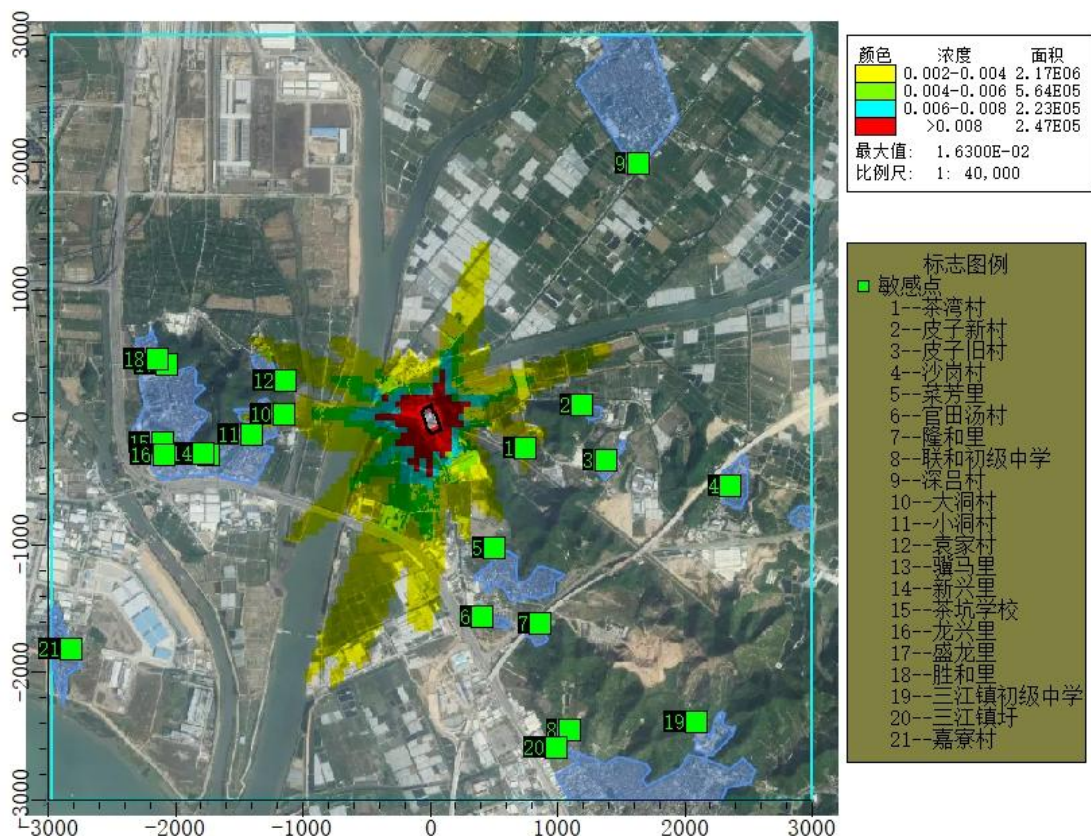 颜色 浓度 面积
0.002-0.004 2.17E06
0.004-0.006 5.64E05
0.006-0.008 2.23E05
>0.008 2.47E05
最大值: 1.6300E-02
比例尺: 1: 40,000
标志图例
敏感点
1--茶湾村
2--皮子新村
3--皮子旧村
4--沙岗村
5--菜芳里
6--官田汤村
7--隆和里
8--联和初级中学
9--深吕村
10--大洞村
11--小洞村
12--袁家村
13--骥马里
14--新兴里
15--茶坑学校
16--龙兴里
17--盛龙里
18--胜和里
19--三江镇初级中学
20--三江镇圩
21--嘉寮村
3000
2000
1000
0
-1000
-2000
-3000
-3000 -2000 -1000 0 1000 2000 3000
9
18
12
2
10
11
1
15
16
14
3
4
5
6
7
21
19
8
20